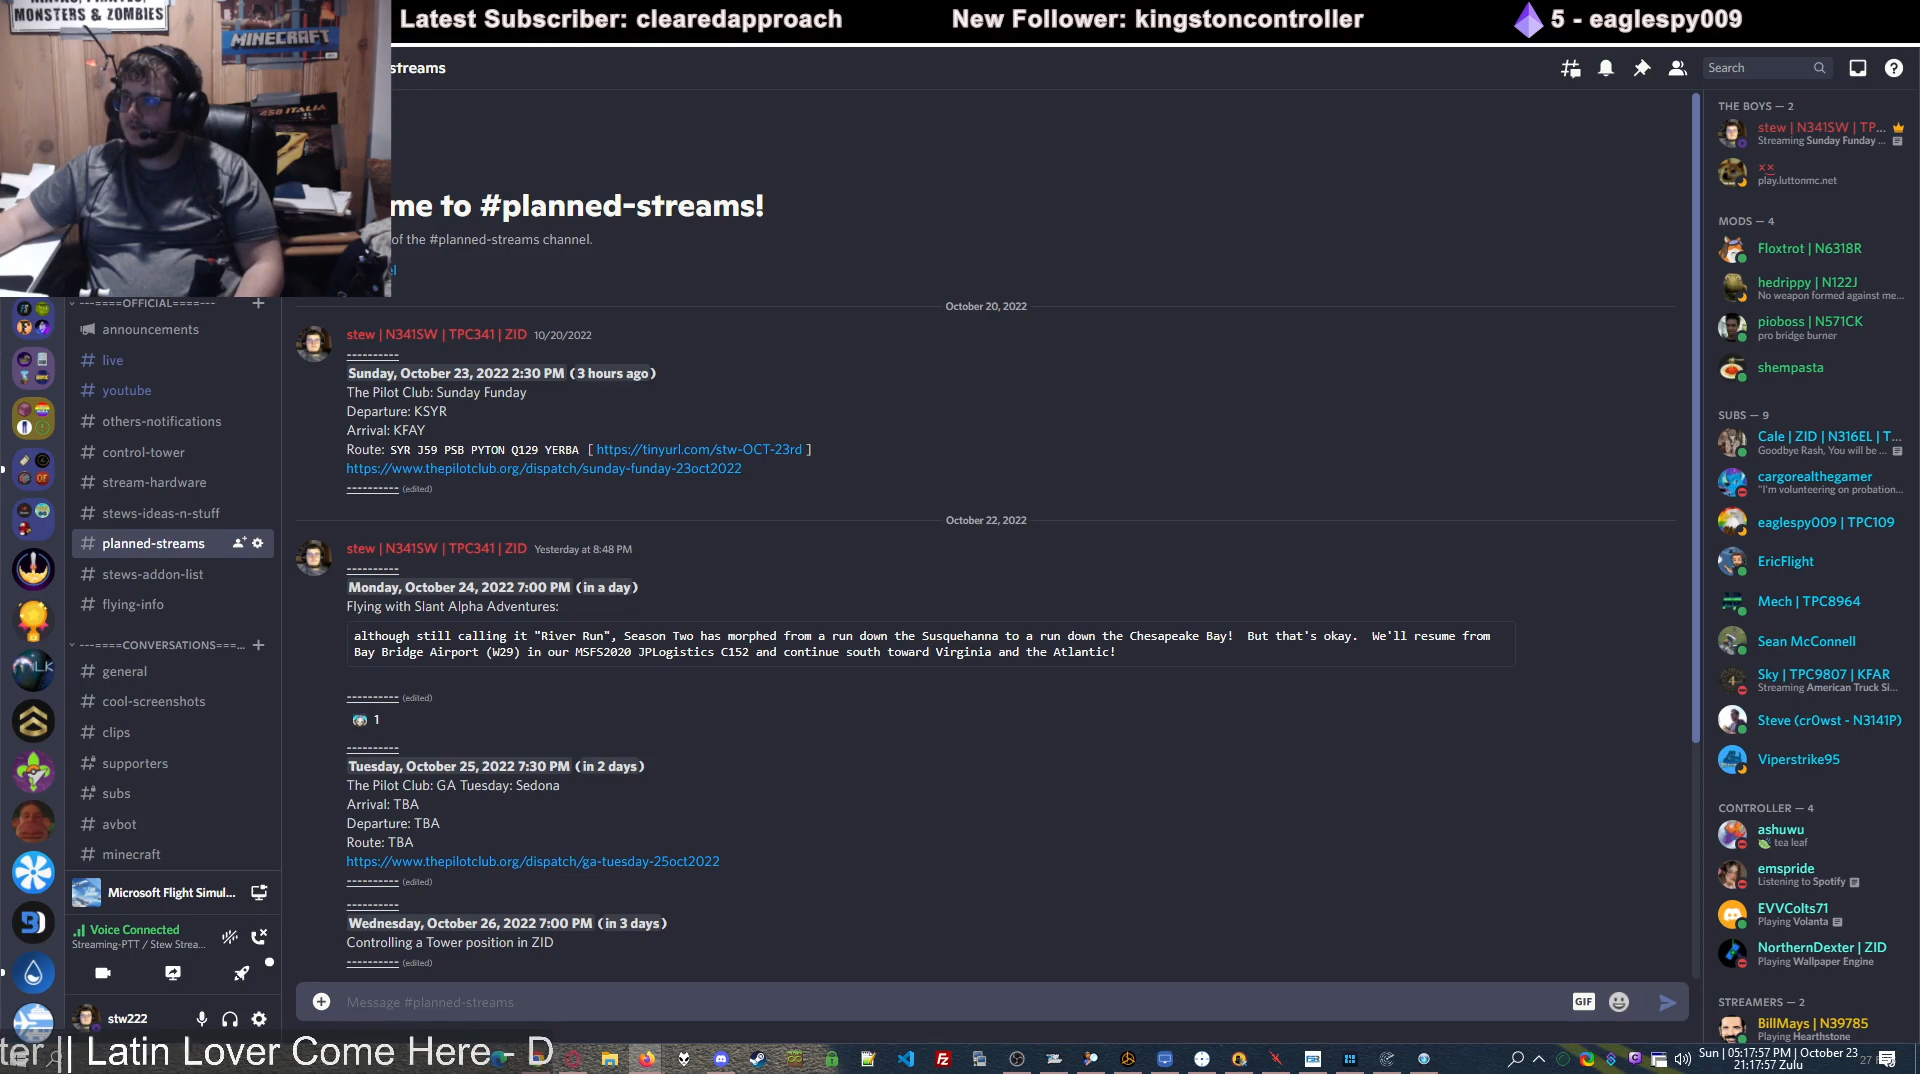 MONSTERS & ZOMBIES
MINECRAFT
458 ITALIA
Latest Subscriber: clearedapproach
New Follower: kingstoncontroller
5 - eaglespy009
streams
Search
me to #planned-streams!
of the #planned-streams channel.
October 20, 2022
stew | N341SW | TPC341 | ZID 10/20/2022
----------
Sunday, October 23, 2022 2:30 PM (3 hours ago)
The Pilot Club: Sunday Funday
Departure: KSYR
Arrival: KFAY
Route: SYR J59 PSB PYTON Q129 YERBA [ https://tinyurl.com/stw-OCT-23rd ]
https://www.thepilotclub.org/dispatch/sunday-funday-23oct2022
---------- (edited)
October 22, 2022
stew | N341SW | TPC341 | ZID Yesterday at 8:48 PM
----------
Monday, October 24, 2022 7:00 PM (in a day)
Flying with Slant Alpha Adventures:
although still calling it "River Run", Season Two has morphed from a run down the Susquehanna to a run down the Chesapeake Bay! But that's okay. We'll resume from
Bay Bridge Airport (W29) in our MSFS2020 JPLogistics C152 and continue south toward Virginia and the Atlantic!
---------- (edited)
1
----------
Tuesday, October 25, 2022 7:30 PM (in 2 days)
The Pilot Club: GA Tuesday: Sedona
Arrival: TBA
Departure: TBA
Route: TBA
https://www.thepilotclub.org/dispatch/ga-tuesday-25oct2022
---------- (edited)
----------
Wednesday, October 26, 2022 7:00 PM (in 3 days)
Controlling a Tower position in ZID
---------- (edited)
Message #planned-streams
GIF
---====OFFICIAL====---
announcements
live
youtube
others-notifications
control-tower
stream-hardware
stews-ideas-n-stuff
planned-streams
stews-addon-list
flying-info
---====CONVERSATIONS===...
general
cool-screenshots
clips
supporters
subs
avbot
minecraft
Microsoft Flight Simul...
Voice Connected
Streaming-PTT / Stew Strea...
stw222
THE BOYS — 2
stew | N341SW | TP...
Streaming Sunday Funday ...
x͜x
play.luttonmc.net
MODS — 4
Floxtrot | N6318R
hedrippy | N122J
No weapon formed against me...
pioboss | N571CK
pro bridge burner
shempasta
SUBS — 9
Cale | ZID | N316EL | T...
Goodbye Rash, You will be ...
cargorealthegamer
"I'm volunteering on probation...
eaglespy009 | TPC109
EricFlight
Mech | TPC8964
Sean McConnell
Sky | TPC9807 | KFAR
Streaming American Truck Si...
Steve (cr0wst - N3141P)
Viperstrike95
CONTROLLER — 4
ashuwu
tea leaf
emspride
Listening to Spotify
EVVColts71
Playing Volanta
NorthernDexter | ZID
Playing Wallpaper Engine
STREAMERS — 2
BillMays | N39785
Playing Hearthstone
ter || Latin Lover Come Here - D
Sun | 05:17:57 PM | October 23
21:17:57 Zulu
27